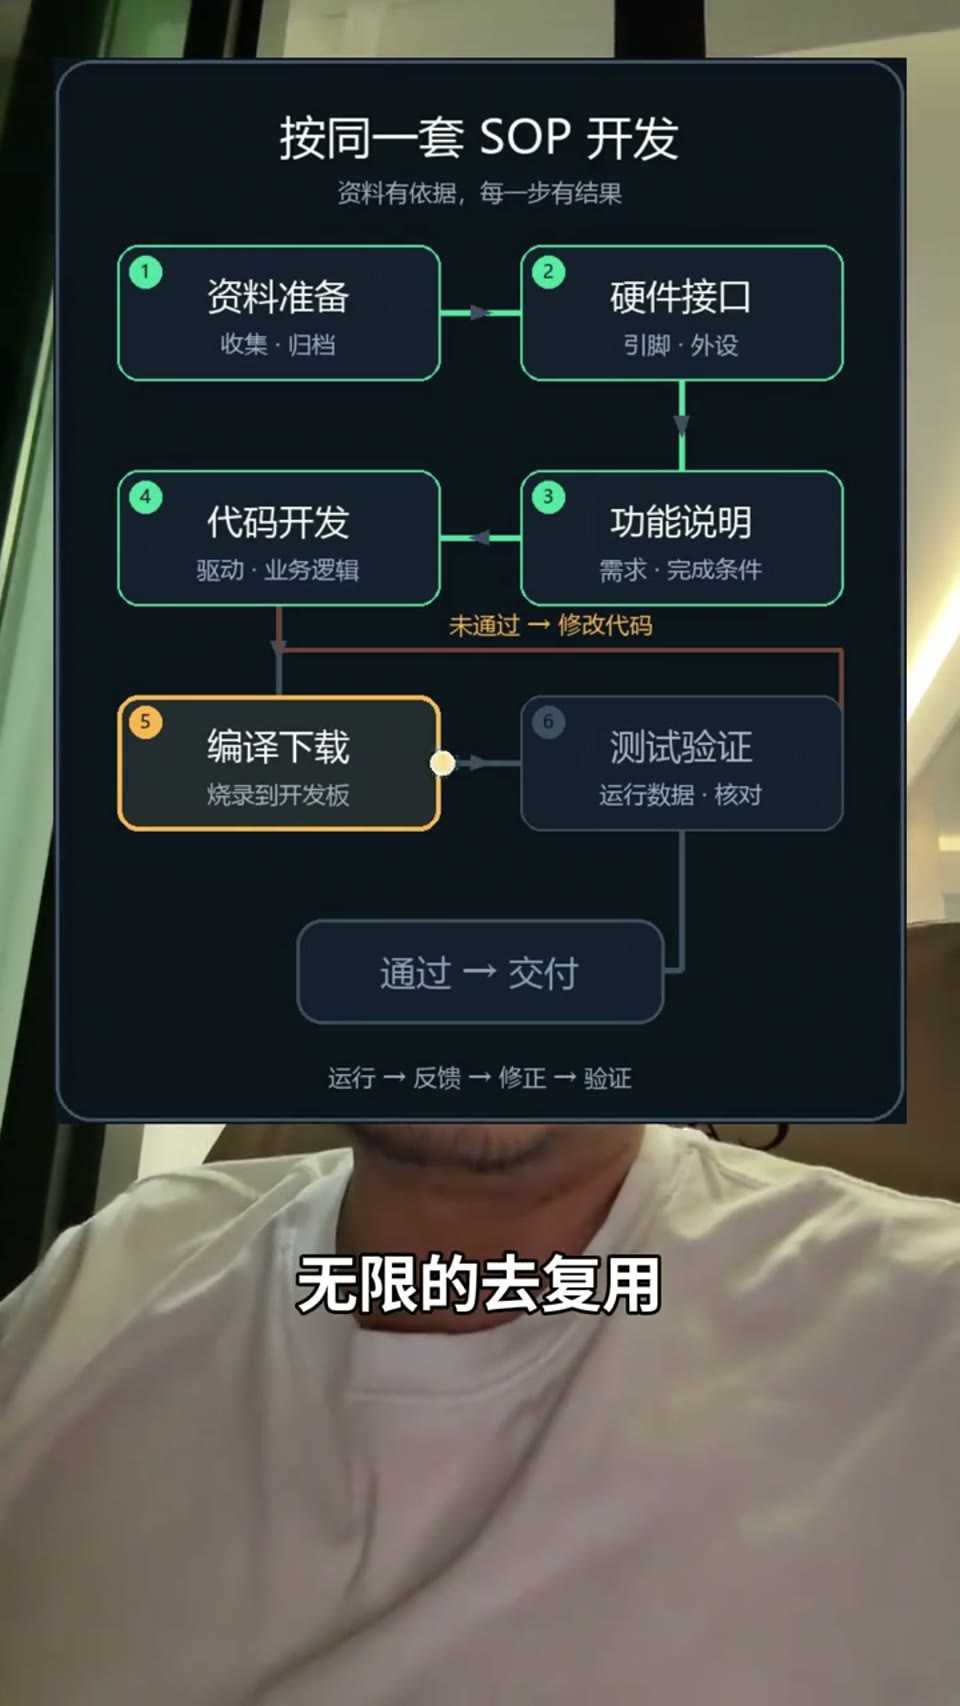 按同一套 SOP 开发
资料有依据，每一步有结果
1
资料准备
收集 · 归档
2
硬件接口
引脚 · 外设
3
功能说明
需求 · 完成条件
4
代码开发
驱动 · 业务逻辑
未通过 → 修改代码
5
编译下载
烧录到开发板
6
测试验证
运行数据 · 核对
通过 → 交付
运行 → 反馈 → 修正 → 验证
无限的去复用